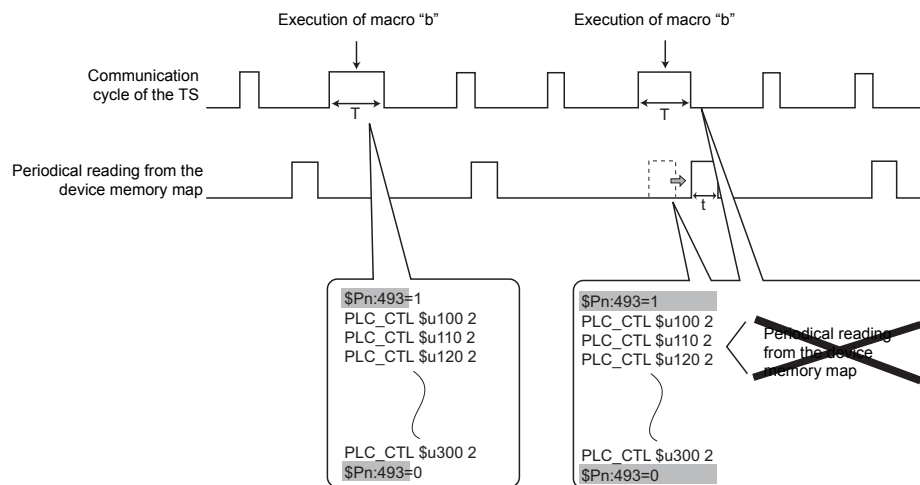 Execution of macro “b”
Execution of macro “b”
Communication
cycle of the TS
T
T
Periodical reading from the
device memory map
t
$Pn:493=1
PLC_CTL $u100 2
PLC_CTL $u110 2
PLC_CTL $u120 2
PLC_CTL $u300 2
$Pn:493=0
$Pn:493=1
PLC_CTL $u100 2
PLC_CTL $u110 2
PLC_CTL $u120 2
PLC_CTL $u300 2
$Pn:493=0
Periodical reading
from the device
memory map